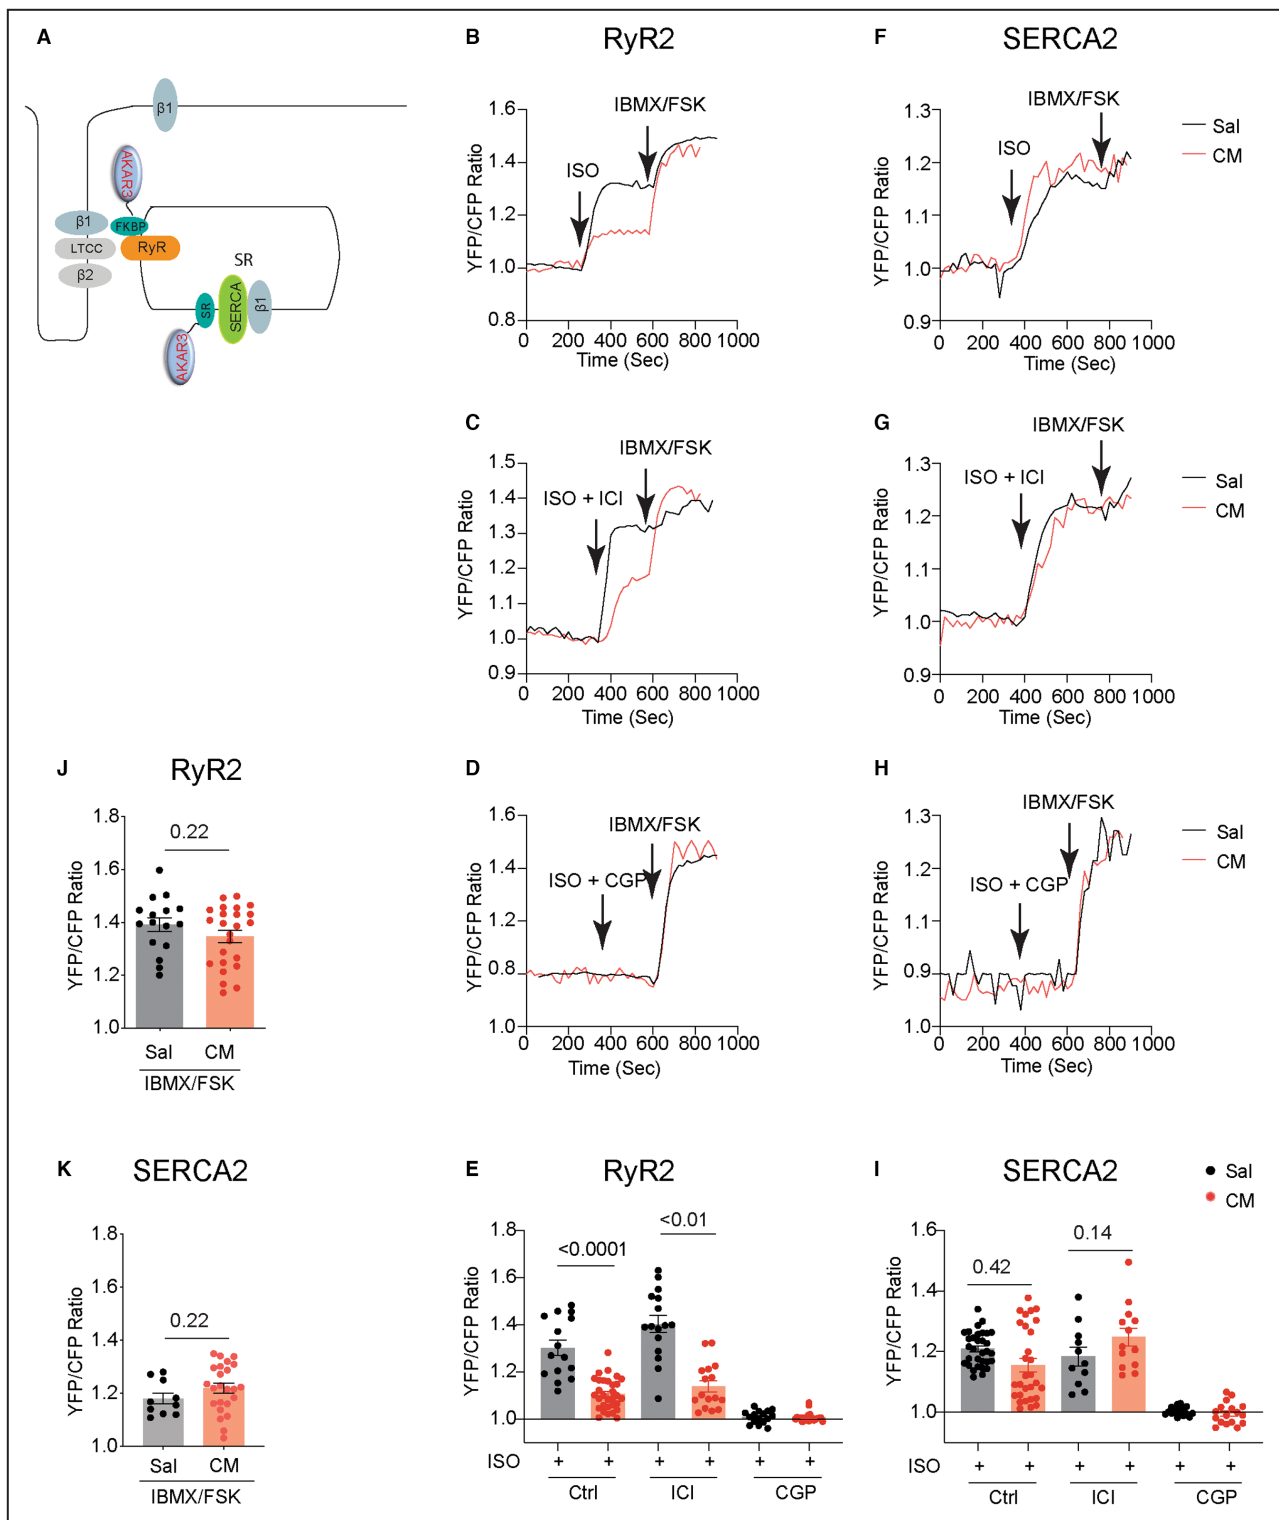 A
β1
AKAR3
β1
FKBP
LTCC
RyR
β2
SR
SR
SERCA
β1
AKAR3
B
RyR2
IBMX/FSK
ISO
YFP/CFP Ratio
1.6
1.4
1.2
1.0
0.8
0 200 400 600 800 1000
Time (Sec)
F
SERCA2
IBMX/FSK
ISO
Sal
CM
YFP/CFP Ratio
1.3
1.2
1.1
1.0
0.9
0 200 400 600 800 1000
Time (Sec)
C
IBMX/FSK
ISO + ICI
YFP/CFP Ratio
1.5
1.4
1.3
1.2
1.1
1.0
0.9
0 200 400 600 800 1000
Time (Sec)
G
IBMX/FSK
ISO + ICI
Sal
CM
YFP/CFP Ratio
1.3
1.2
1.1
1.0
0.9
0 200 400 600 800 1000
Time (Sec)
J
RyR2
0.22
YFP/CFP Ratio
1.8
1.6
1.4
1.2
1.0
Sal CM
IBMX/FSK
D
IBMX/FSK
ISO + CGP
YFP/CFP Ratio
1.6
1.4
1.2
0.8
1.0
0 200 400 600 800 1000
Time (Sec)
H
IBMX/FSK
ISO + CGP
Sal
CM
YFP/CFP Ratio
1.3
1.2
1.1
0.9
1.0
0 200 400 600 800 1000
Time (Sec)
K
SERCA2
0.22
YFP/CFP Ratio
1.8
1.6
1.4
1.2
1.0
Sal CM
IBMX/FSK
E
RyR2
<0.0001
<0.01
YFP/CFP Ratio
1.8
1.6
1.4
1.2
1.0
ISO + + + + + +
Ctrl ICI CGP
I
SERCA2
Sal
CM
0.42
0.14
YFP/CFP Ratio
1.6
1.4
1.2
1.0
ISO + + + + + +
Ctrl ICI CGP